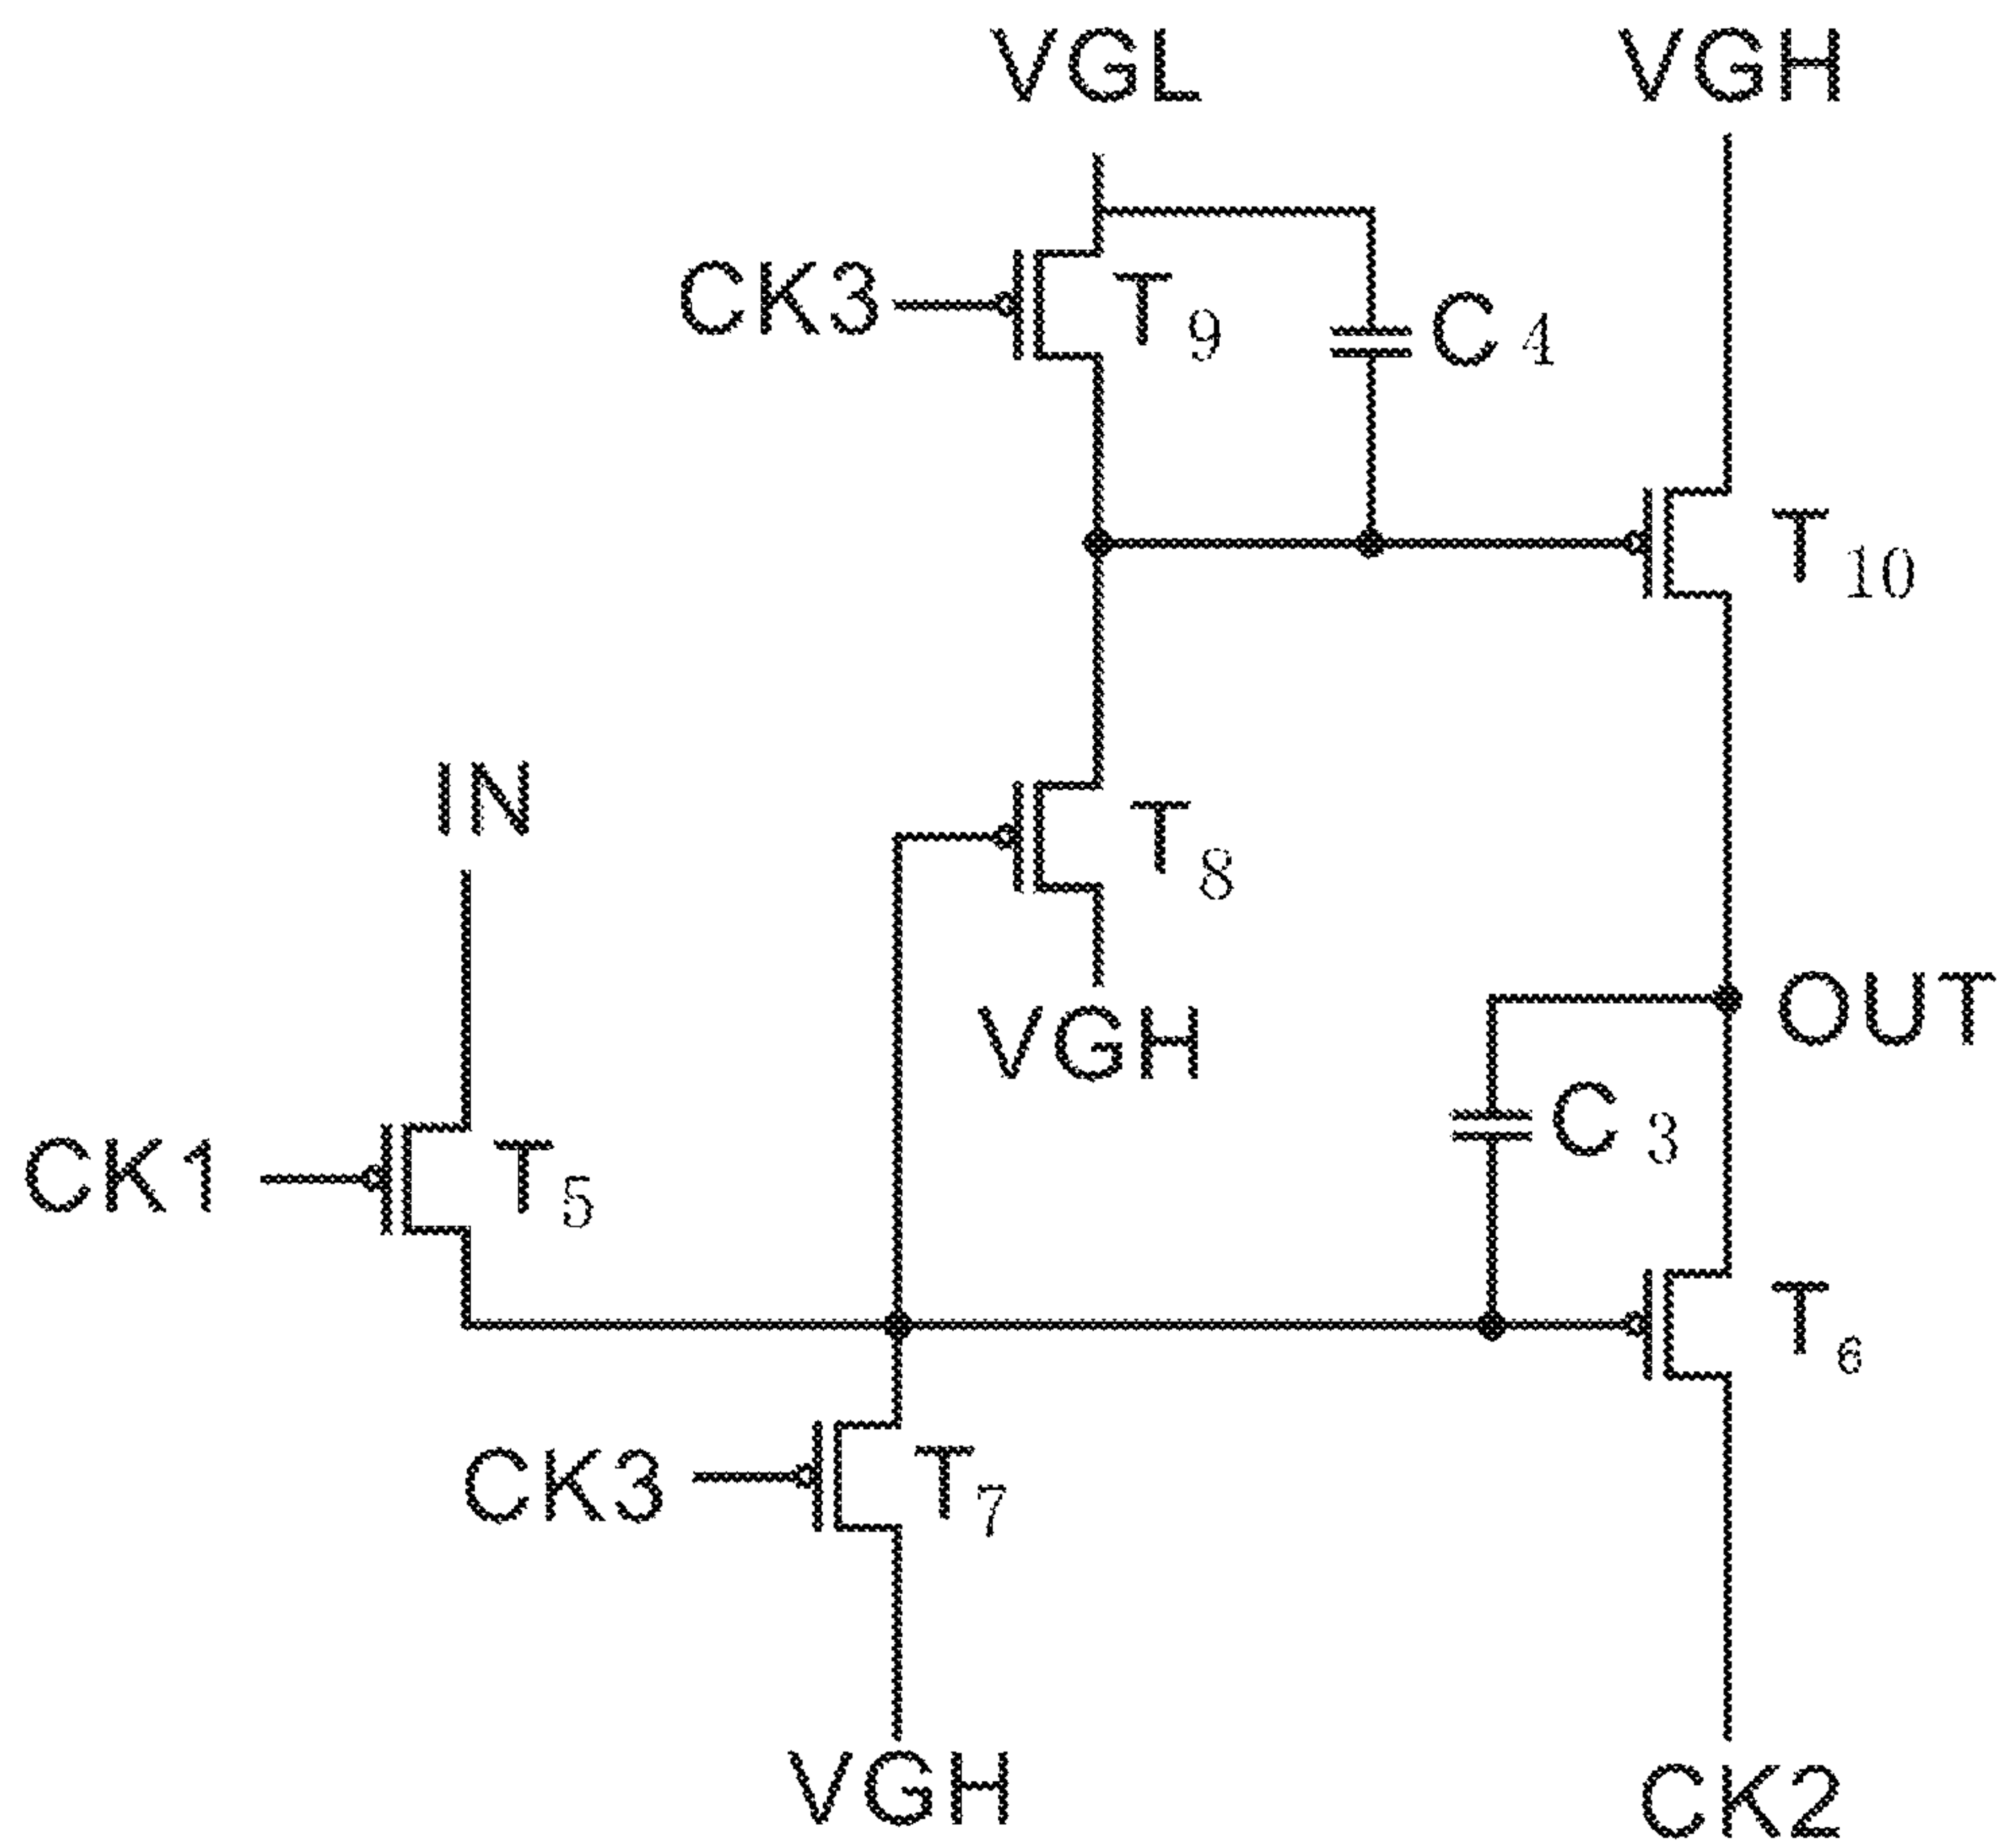 VGL VGH
CK3 T9 C4
T10
IN T8
VGH OUT
CK1 T5 C3
T6
CK3 T7
VGH CK2